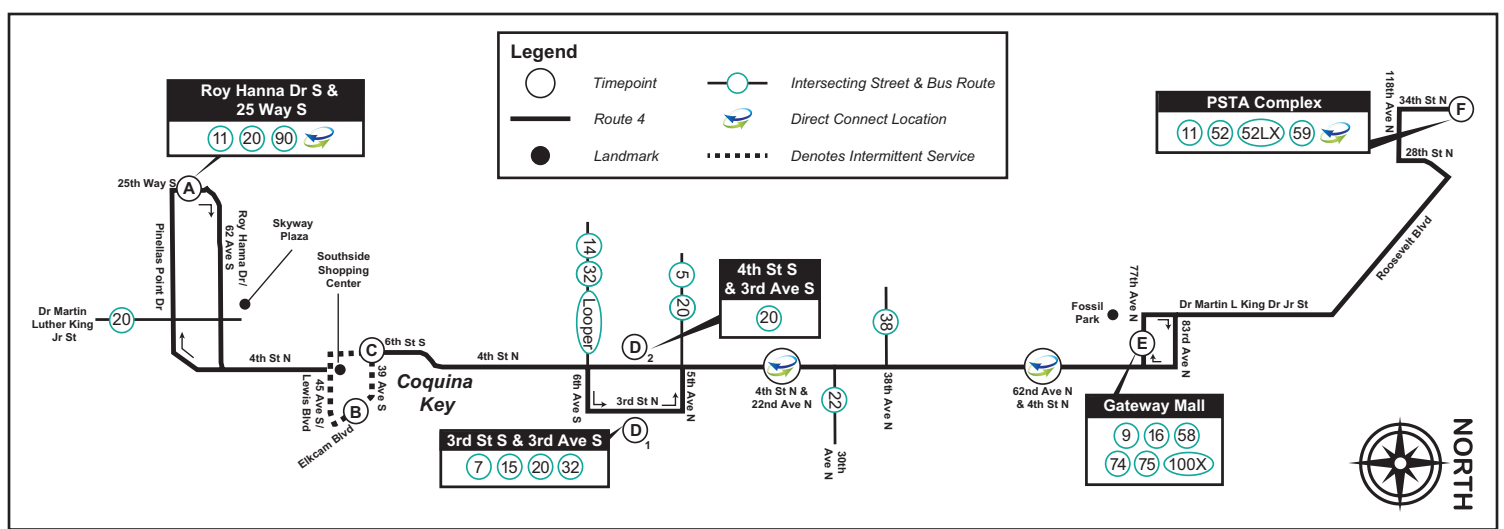 Legend
Timepoint
Intersecting Street & Bus Route
Route 4
Direct Connect Location
Landmark
Denotes Intermittent Service
Roy Hanna Dr S &
25 Way S
11 20 90
25th Way S
A
Pinellas Point Dr
Roy Hanna Dr/
62 Ave S
Skyway
Plaza
Dr Martin
Luther King
Jr St
20
Southside
Shopping
Center
4th St N
45 Ave S/
Lewis Blvd
Elkcam Blvd
B
39 Ave S
C
6th St S
Coquina
Key
4th St N
14
32
Looper
6th Ave S
3rd St N
5th Ave N
5
20
D2
4th St S
& 3rd Ave S
20
D1
3rd St S & 3rd Ave S
7 15 20 32
4th St N &
22nd Ave N
22
30th
Ave N
38
38th Ave N
62nd Ave N
& 4th St N
Fossil
Park
77th Ave N
E
83rd Ave N
Gateway Mall
9 16 58
74 75 100X
Dr Martin L King Dr Jr St
Roosevelt Blvd
28th St N
118th Ave N
34th St N
F
PSTA Complex
11 52 52LX 59
NORTH